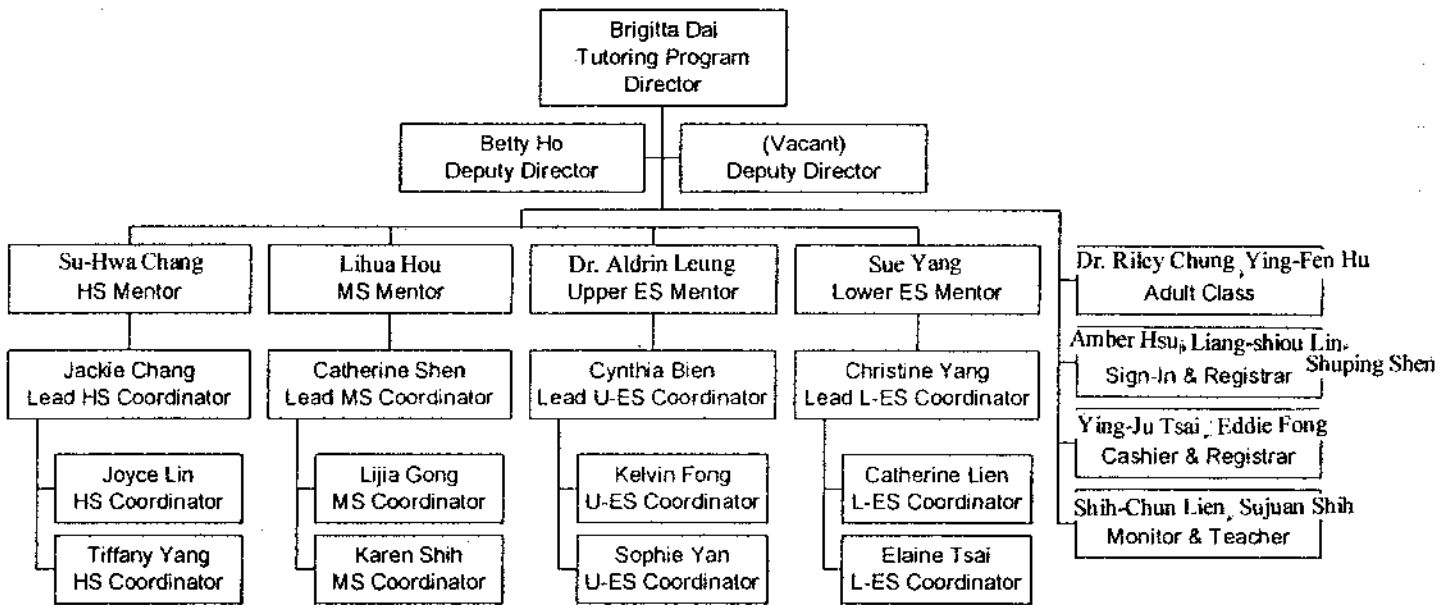 Brigitta Dai
Tutoring Program
Director
Betty Ho
Deputy Director
(Vacant)
Deputy Director
Su-Hwa Chang
HS Mentor
Lihua Hou
MS Mentor
Dr. Aldrin Leung
Upper ES Mentor
Sue Yang
Lower ES Mentor
Dr. Riley Chung, Ying-Fen Hu
Adult Class
Jackie Chang
Lead HS Coordinator
Catherine Shen
Lead MS Coordinator
Cynthia Bien
Lead U-ES Coordinator
Christine Yang
Lead L-ES Coordinator
Amber Hsu, Liang-shiou Lin,
Shuping Shen
Sign-In & Registrar
Joyce Lin
HS Coordinator
Lijia Gong
MS Coordinator
Kelvin Fong
U-ES Coordinator
Catherine Lien
L-ES Coordinator
Ying-Ju Tsai, Eddie Fong
Cashier & Registrar
Tiffany Yang
HS Coordinator
Karen Shih
MS Coordinator
Sophie Yan
U-ES Coordinator
Elaine Tsai
L-ES Coordinator
Shih-Chun Lien, Sujuan Shih
Monitor & Teacher